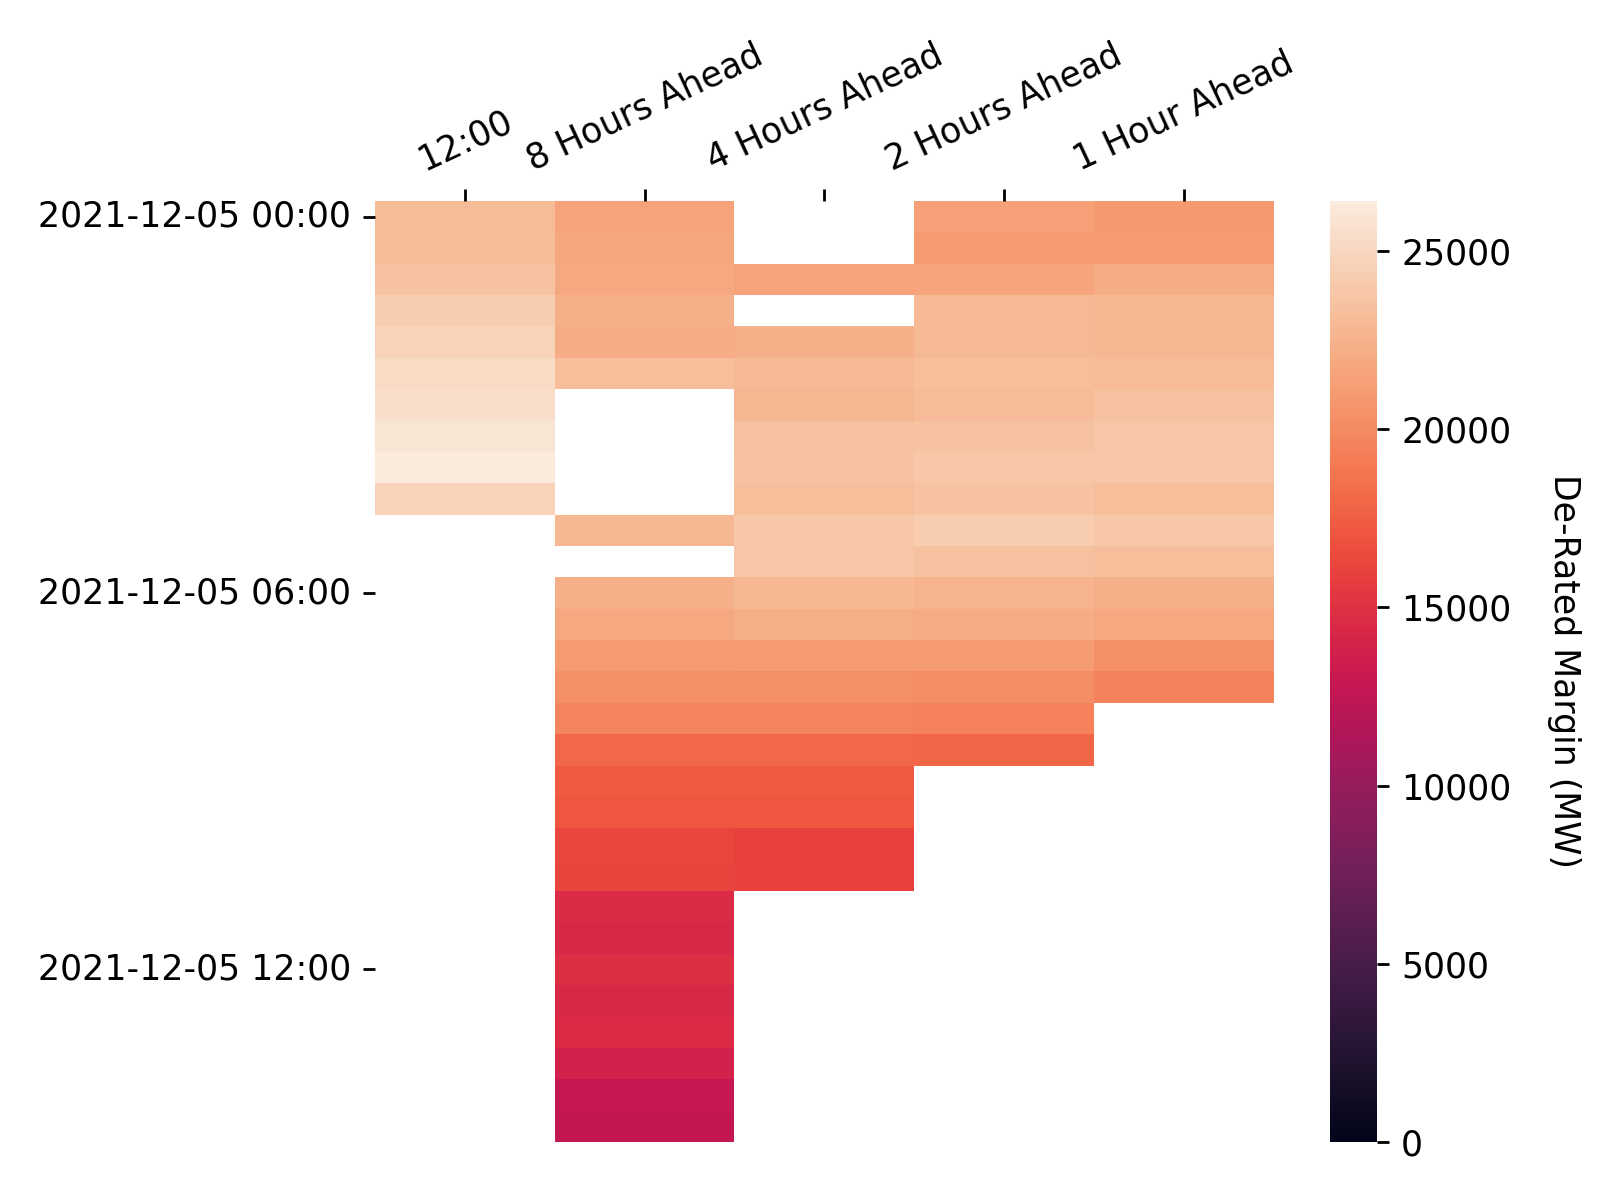 12:00
8 Hours Ahead
4 Hours Ahead
2 Hours Ahead
1 Hour Ahead
2021-12-05 00:00
2021-12-05 06:00
2021-12-05 12:00
25000
20000
15000
10000
5000
0
De-Rated Margin (MW)